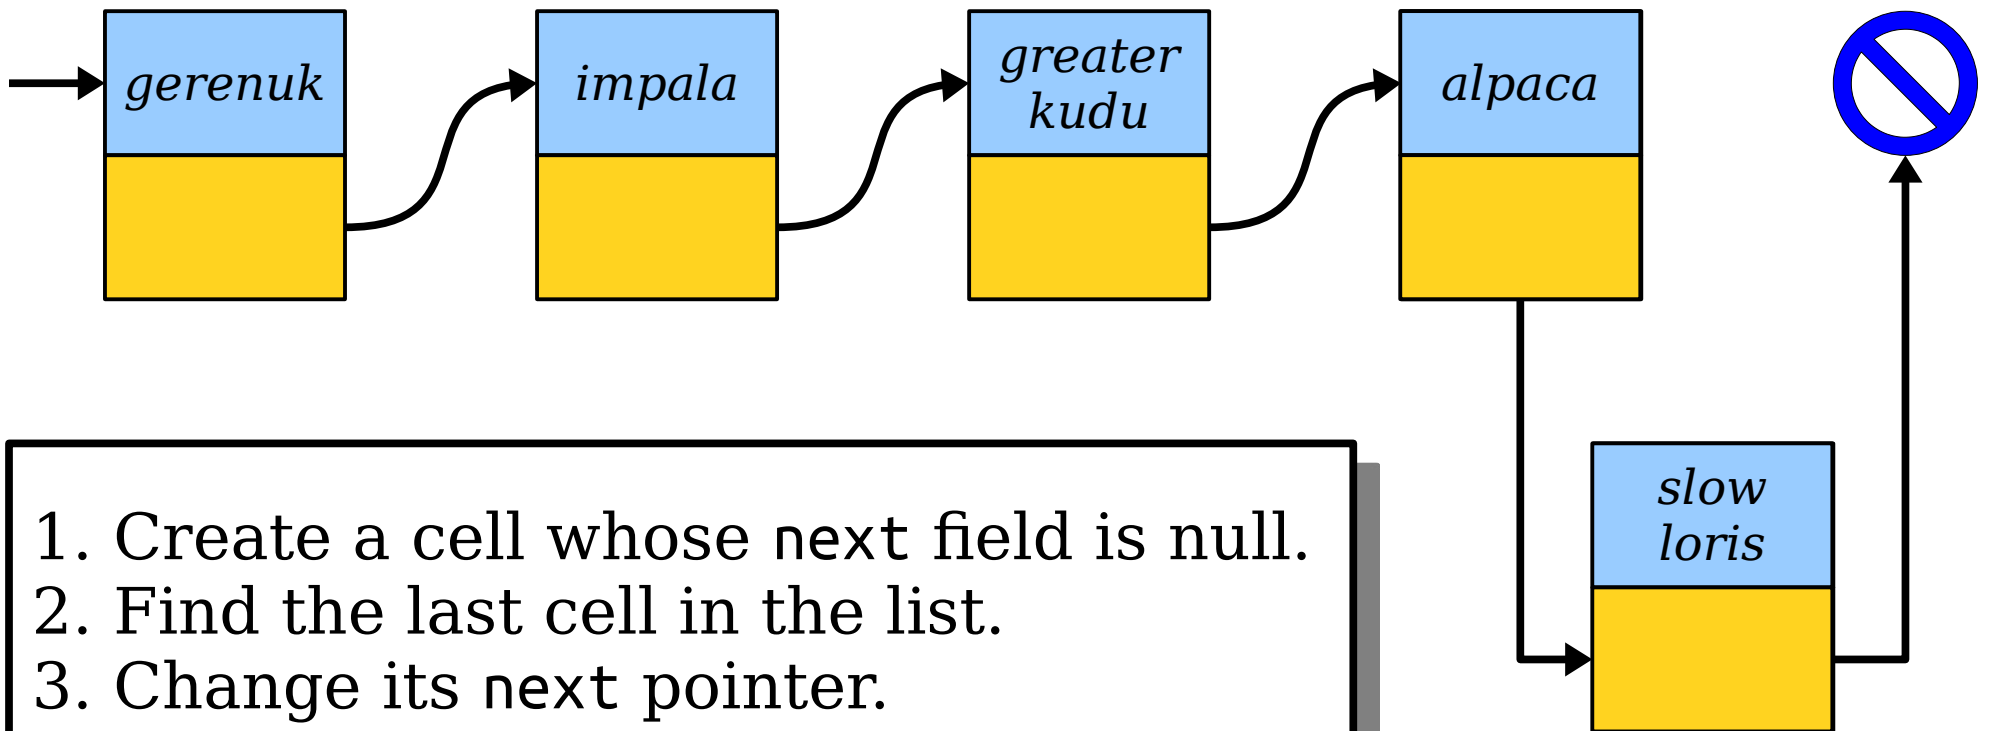 gerenuk
impala
greater
kudu
alpaca
slow
loris
1. Create a cell whose next field is null.
2. Find the last cell in the list.
3. Change its next pointer.